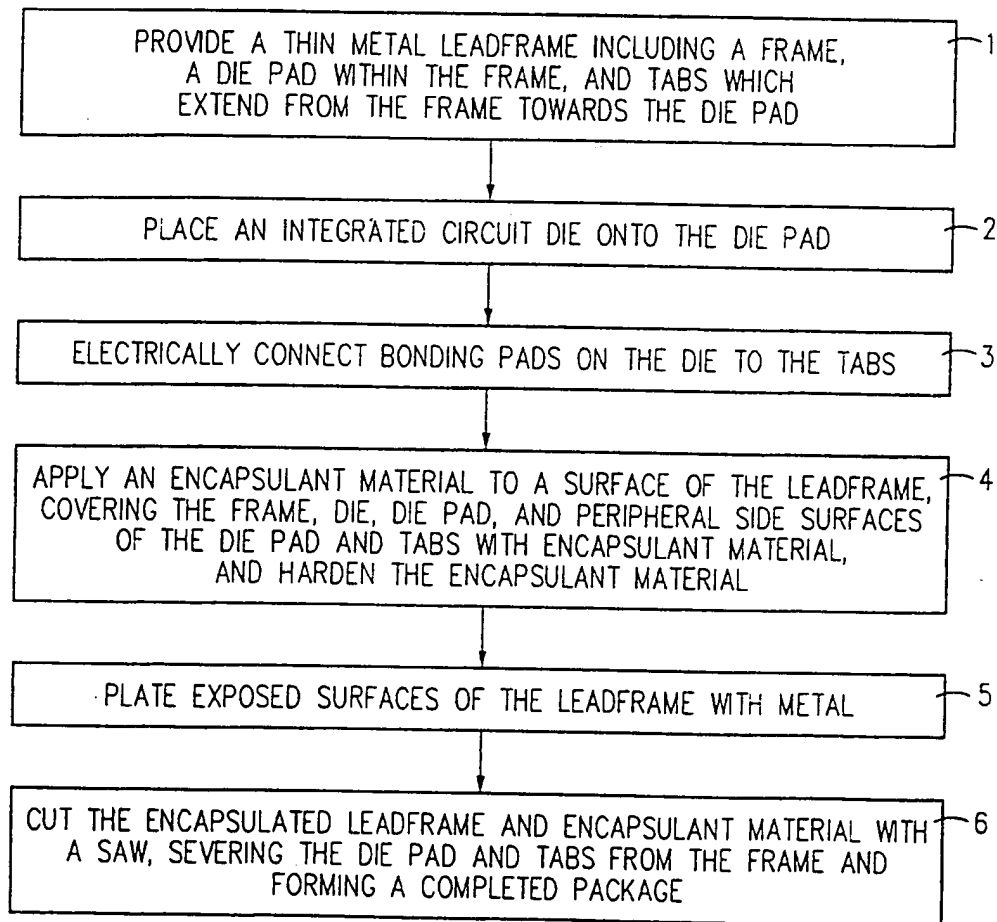 PROVIDE A THIN METAL LEADFRAME INCLUDING A FRAME,
A DIE PAD WITHIN THE FRAME, AND TABS WHICH
EXTEND FROM THE FRAME TOWARDS THE DIE PAD
1
PLACE AN INTEGRATED CIRCUIT DIE ONTO THE DIE PAD
2
ELECTRICALLY CONNECT BONDING PADS ON THE DIE TO THE TABS
3
APPLY AN ENCAPSULANT MATERIAL TO A SURFACE OF THE LEADFRAME,
COVERING THE FRAME, DIE, DIE PAD, AND PERIPHERAL SIDE SURFACES
OF THE DIE PAD AND TABS WITH ENCAPSULANT MATERIAL,
AND HARDEN THE ENCAPSULANT MATERIAL
4
PLATE EXPOSED SURFACES OF THE LEADFRAME WITH METAL
5
CUT THE ENCAPSULATED LEADFRAME AND ENCAPSULANT MATERIAL WITH
A SAW, SEVERING THE DIE PAD AND TABS FROM THE FRAME AND
FORMING A COMPLETED PACKAGE
6